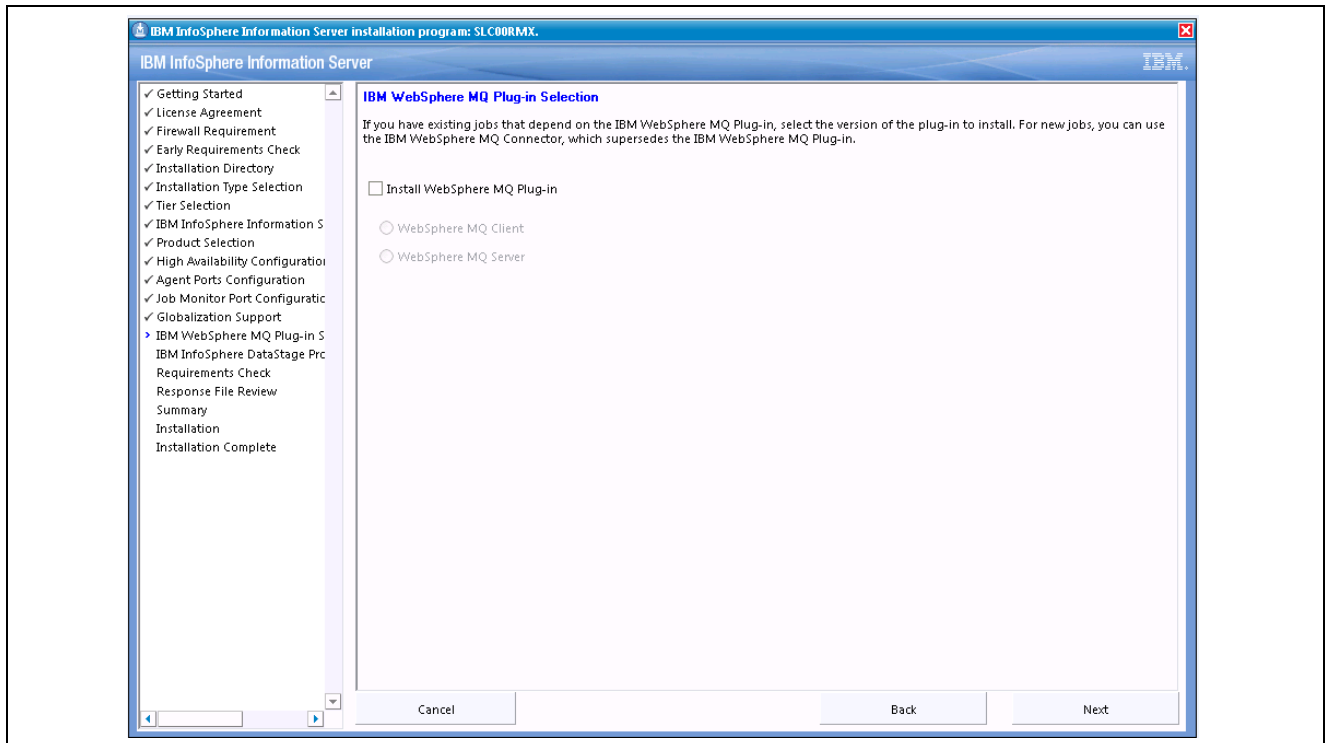 IBM InfoSphere Information Server installation program: SLC00RMX.
IBM InfoSphere Information Server
IBM.
✓ Getting Started
✓ License Agreement
✓ Firewall Requirement
✓ Early Requirements Check
✓ Installation Directory
✓ Installation Type Selection
✓ Tier Selection
✓ IBM InfoSphere Information S
✓ Product Selection
✓ High Availability Configuration
✓ Agent Ports Configuration
✓ Job Monitor Port Configuratic
✓ Globalization Support
> IBM WebSphere MQ Plug-in S
IBM InfoSphere DataStage Prc
Requirements Check
Response File Review
Summary
Installation
Installation Complete
IBM WebSphere MQ Plug-in Selection
If you have existing jobs that depend on the IBM WebSphere MQ Plug-in, select the version of the plug-in to install. For new jobs, you can use
the IBM WebSphere MQ Connector, which supersedes the IBM WebSphere MQ Plug-in.
Install WebSphere MQ Plug-in
WebSphere MQ Client
WebSphere MQ Server
Cancel
Back
Next